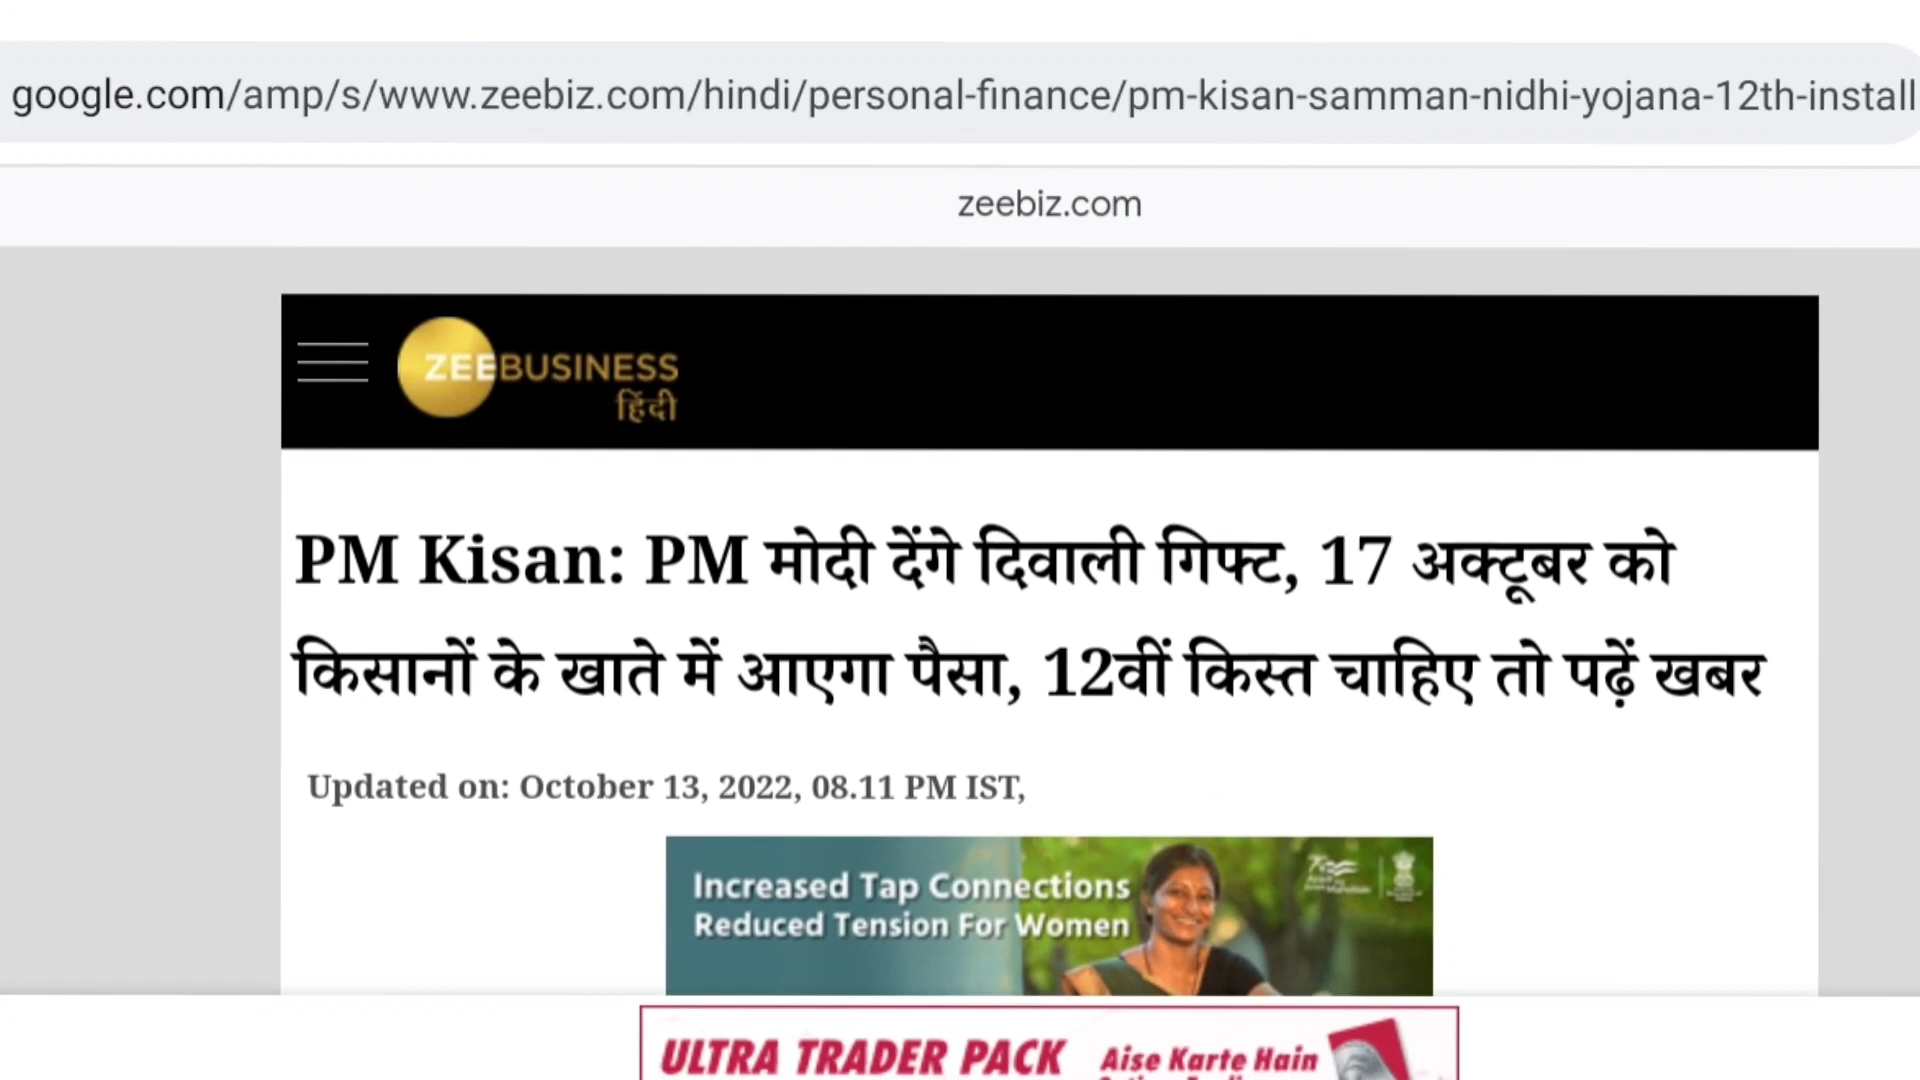 google.com/amp/s/www.zeebiz.com/hindi/personal-finance/pm-kisan-samman-nidhi-yojana-12th-install
zeebiz.com
ZEEBUSINESS
हिंदी
PM Kisan: PM मोदी देंगे दिवाली गिफ्ट, 17 अक्टूबर को
किसानों के खाते में आएगा पैसा, 12वीं किस्त चाहिए तो पढ़ें खबर
Updated on: October 13, 2022, 08.11 PM IST,
Increased Tap Connections
Reduced Tension For Women
ULTRA TRADER PACK
Aise Karte Hain